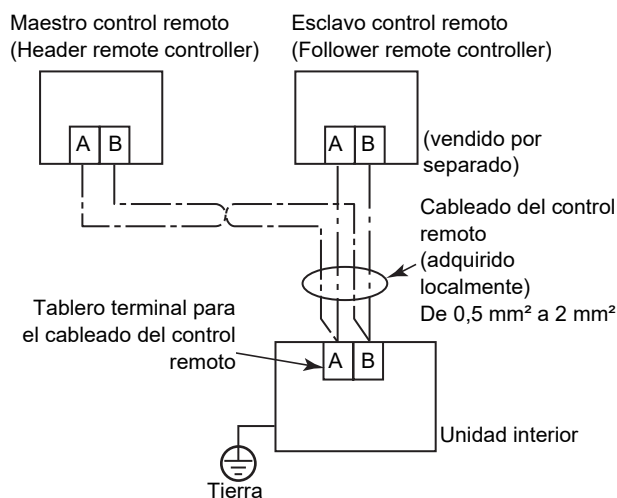 Maestro control remoto
(Header remote controller)
Esclavo control remoto
(Follower remote controller)
A B
A B
(vendido por
separado)
Cableado del control
remoto
(adquirido
localmente)
De 0,5 mm² a 2 mm²
Tablero terminal para
el cableado del control
remoto
A B
Unidad interior
Tierra